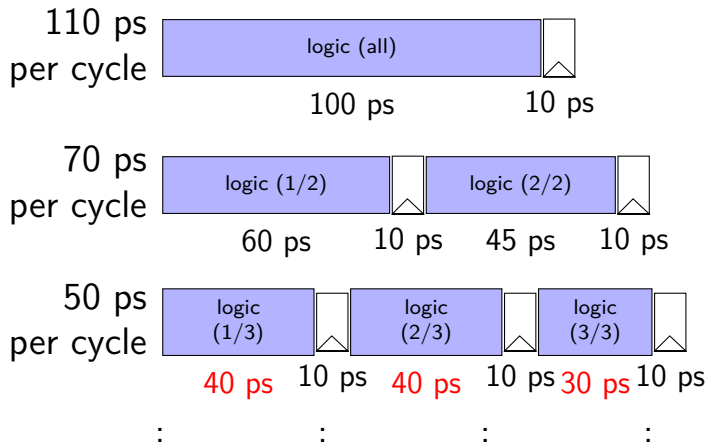 110 ps
per cycle
logic (all)
100 ps
10 ps
70 ps
per cycle
logic (1/2)
logic (2/2)
60 ps
10 ps
45 ps
10 ps
50 ps
per cycle
logic
(1/3)
logic
(2/3)
logic
(3/3)
40 ps
10 ps
40 ps
10 ps
30 ps
10 ps